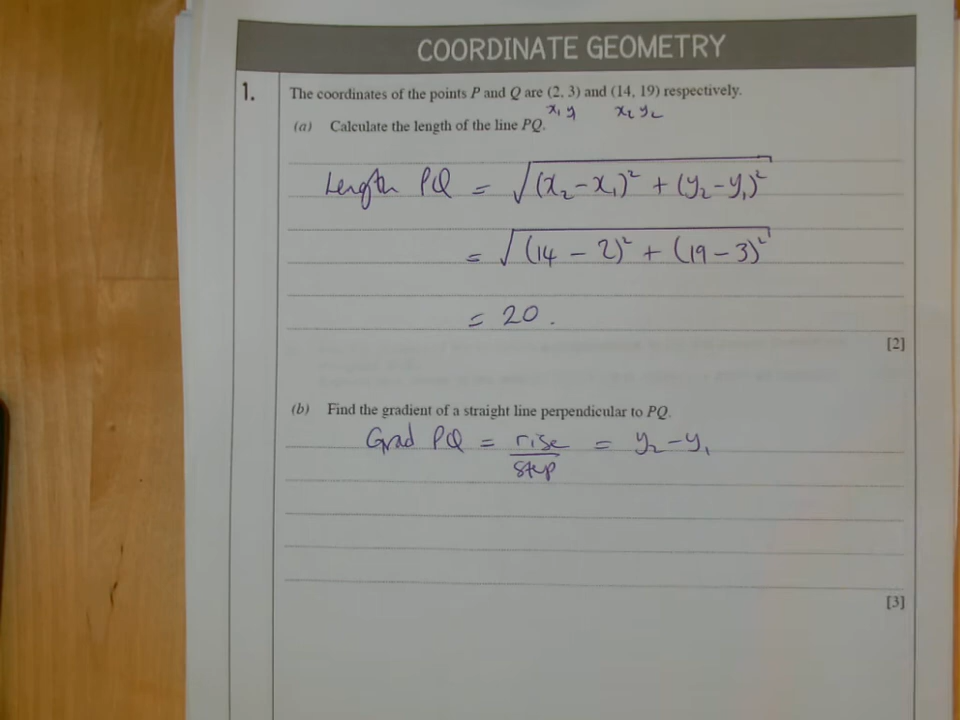 COORDINATE GEOMETRY
1. The coordinates of the points P and Q are (2, 3) and (14, 19) respectively.
x₁ y₁ x₂ y₂
(a) Calculate the length of the line PQ.
Length PQ = √(x₂ − x₁)² + (y₂ − y₁)²
= √(14 − 2)² + (19 − 3)²
= 20.
[2]
(b) Find the gradient of a straight line perpendicular to PQ.
Grad PQ = rise/step = y₂ − y₁
[3]